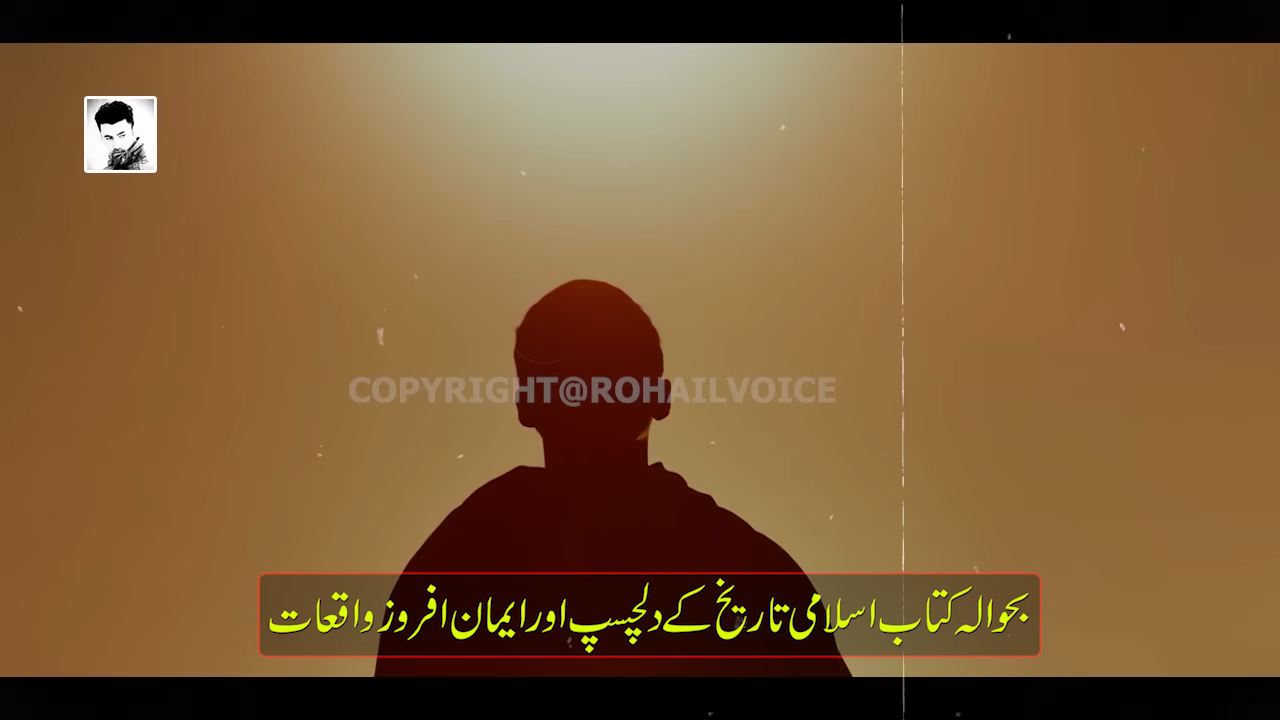 COPYRIGHT@ROHAILVOICE
بحوالہ کتاب اسلامی تاریخ کے دلچسپ اور ایمان افروز واقعات